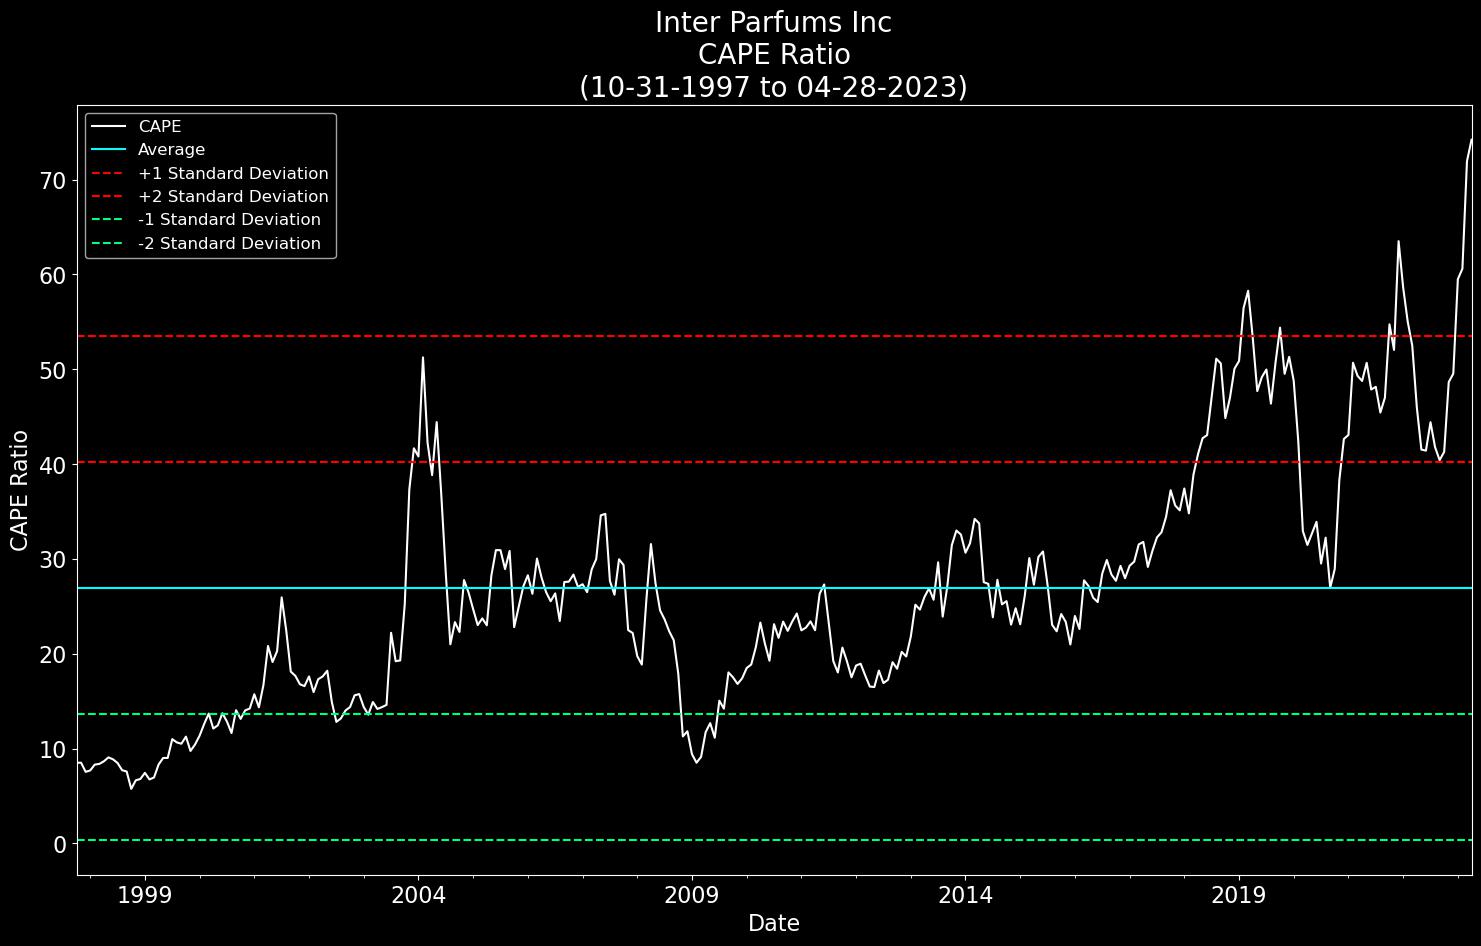 Inter Parfums Inc
CAPE Ratio
(10-31-1997 to 04-28-2023)
CAPE
Average
+1 Standard Deviation
+2 Standard Deviation
-1 Standard Deviation
-2 Standard Deviation
CAPE Ratio
70
60
50
40
30
20
10
0
1999 2004 2009 2014 2019
Date